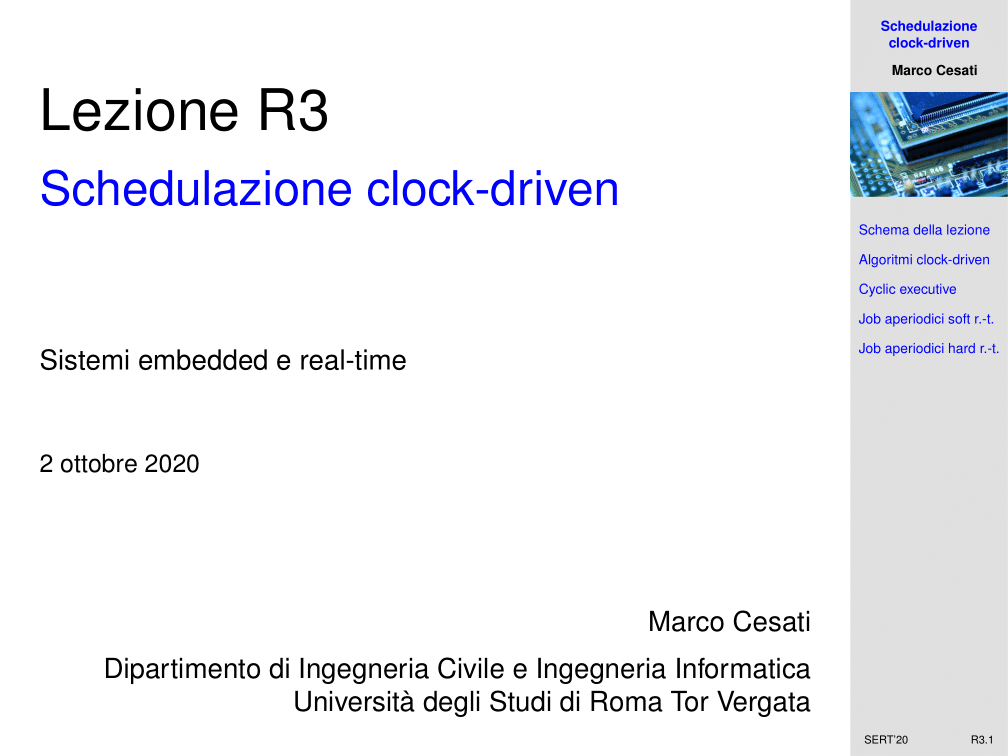 Lezione R3
Schedulazione clock-driven
Sistemi embedded e real-time
2 ottobre 2020
Marco Cesati
Dipartimento di Ingegneria Civile e Ingegneria Informatica
Università degli Studi di Roma Tor Vergata
Schedulazione
clock-driven
Marco Cesati
R47 R46
Schema della lezione
Algoritmi clock-driven
Cyclic executive
Job aperiodici soft r.-t.
Job aperiodici hard r.-t.
SERT'20
R3.1